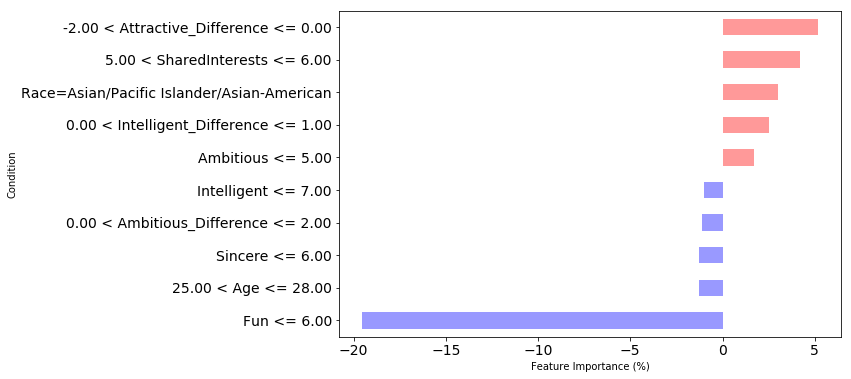 -2.00 < Attractive_Difference <= 0.00
5.00 < SharedInterests <= 6.00
Race=Asian/Pacific Islander/Asian-American
0.00 < Intelligent_Difference <= 1.00
Ambitious <= 5.00
Intelligent <= 7.00
0.00 < Ambitious_Difference <= 2.00
Sincere <= 6.00
25.00 < Age <= 28.00
Fun <= 6.00
Condition
−20 −15 −10 −5 0 5
Feature Importance (%)